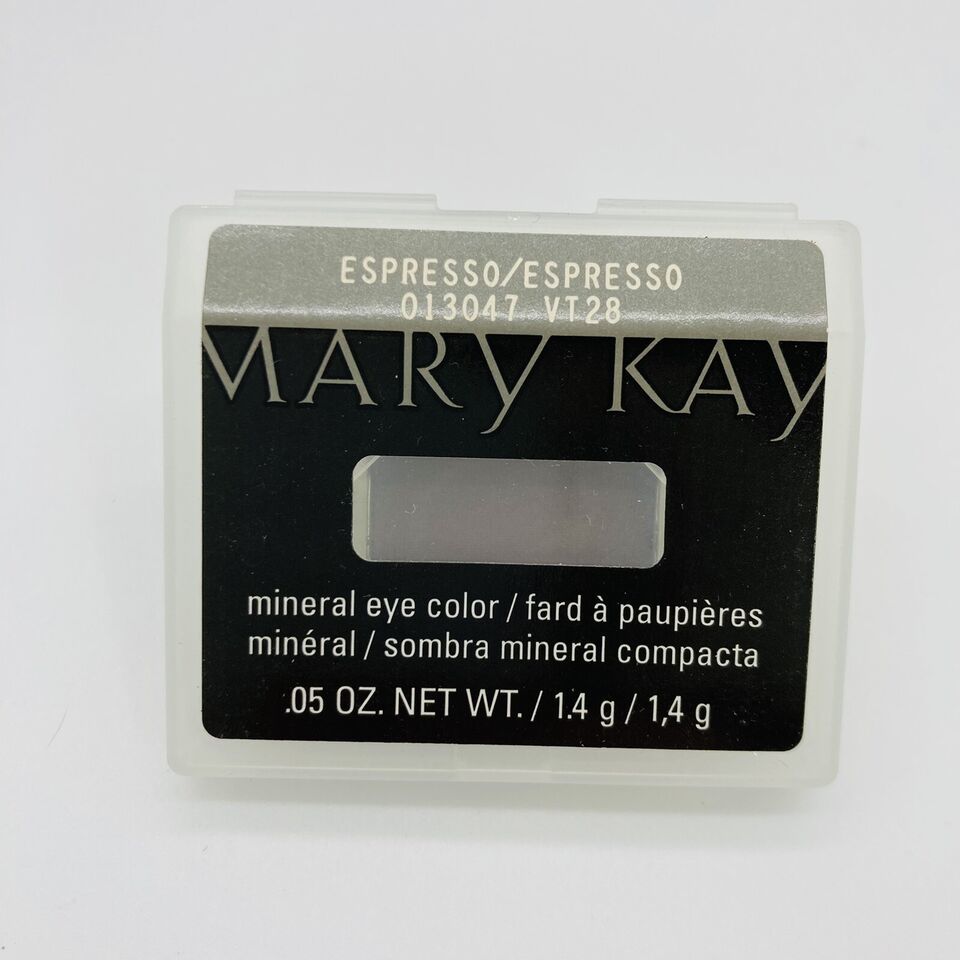 ESPRESSO/ESPRESSO
013047 VT28
MARY KAY
mineral eye color / fard à paupières
minéral / sombra mineral compacta
.05 OZ. NET WT. / 1.4 g / 1,4 g